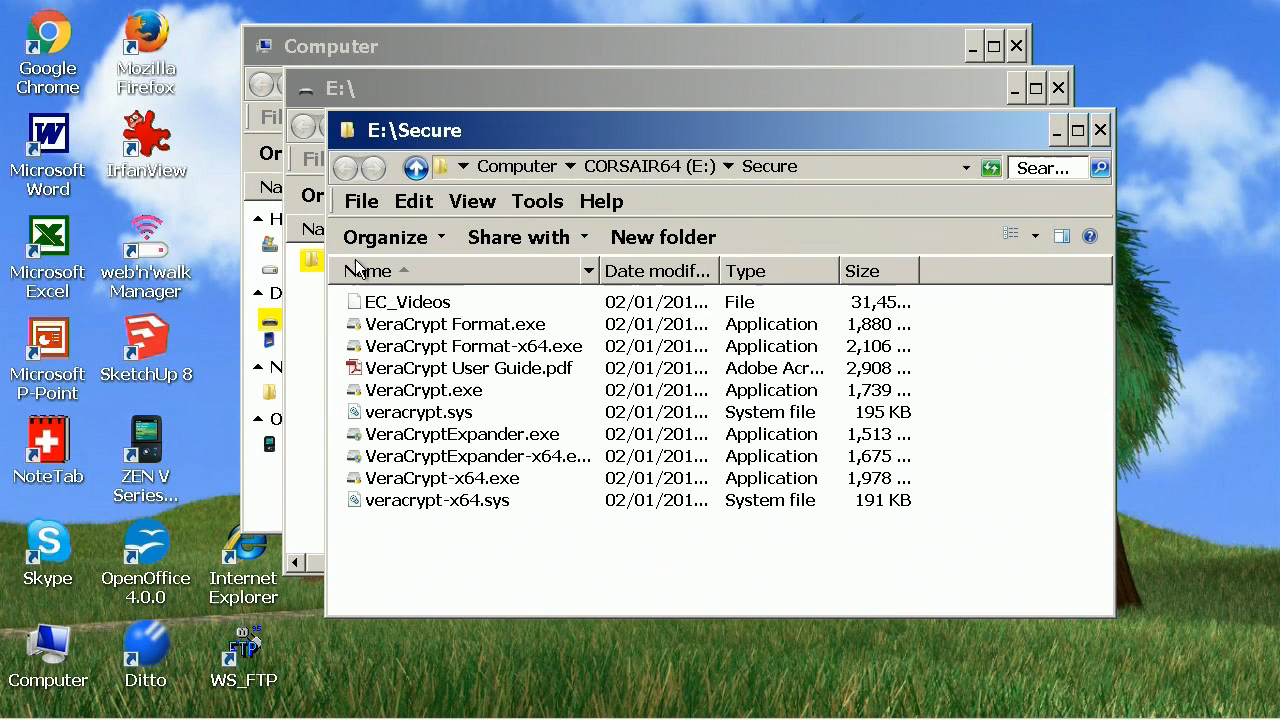 Google
Chrome
Mozilla
Firefox
Microsoft
Word
IrfanView
Microsoft
Excel
web'n'walk
Manager
Microsoft
P-Point
SketchUp 8
NoteTab
ZEN V
Series...
Skype
OpenOffice
4.0.0
Internet
Explorer
Computer
Ditto
WS_FTP
Computer
Fil
Or
Na
H
D
N
O
E:\
Fil
Or
Na
E:\Secure
Computer CORSAIR64 (E:) Secure
Sear...
File Edit View Tools Help
Organize Share with New folder
Name Date modif... Type Size
EC_Videos 02/01/201... File 31,45...
VeraCrypt Format.exe 02/01/201... Application 1,880 ...
VeraCrypt Format-x64.exe 02/01/201... Application 2,106 ...
VeraCrypt User Guide.pdf 02/01/201... Adobe Acr... 2,908 ...
VeraCrypt.exe 02/01/201... Application 1,739 ...
veracrypt.sys 02/01/201... System file 195 KB
VeraCryptExpander.exe 02/01/201... Application 1,513 ...
VeraCryptExpander-x64.e... 02/01/201... Application 1,675 ...
VeraCrypt-x64.exe 02/01/201... Application 1,978 ...
veracrypt-x64.sys 02/01/201... System file 191 KB